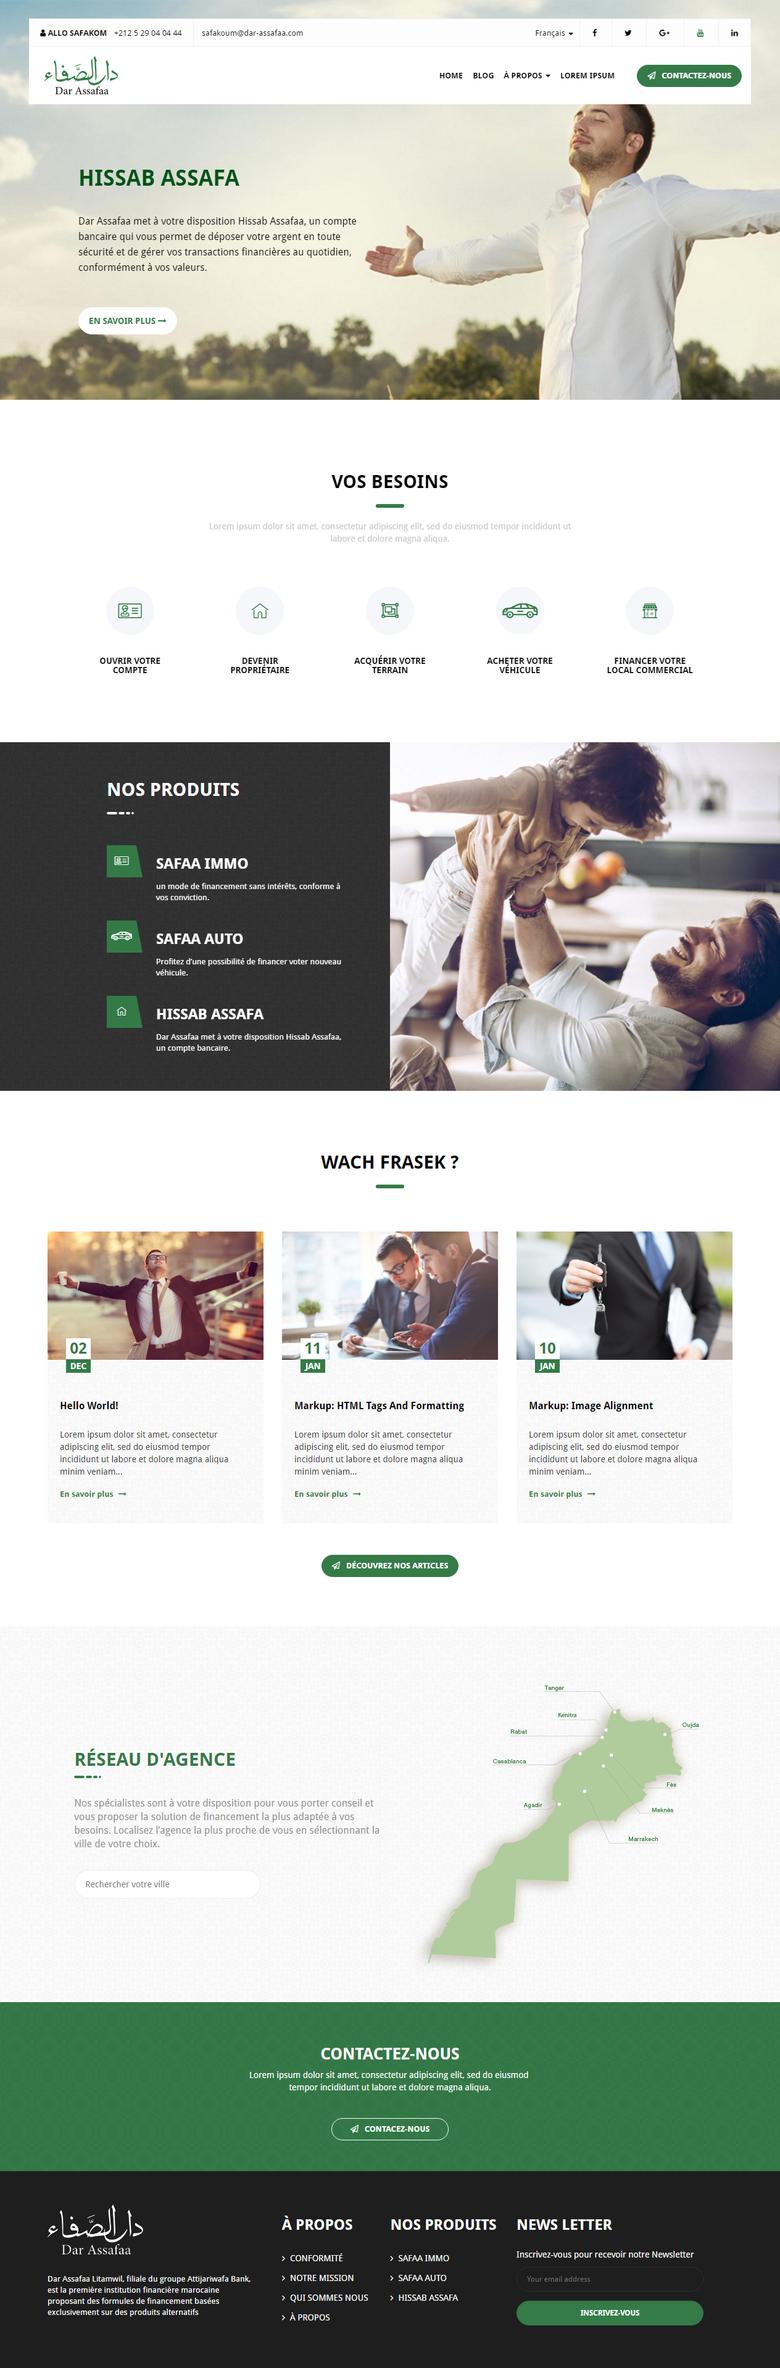 ALLO SAFAKOM +212 5 29 04 04 44 safakoum@dar-assafaa.com Français
دار الصّفاء
Dar Assafaa
HOME BLOG À PROPOS LOREM IPSUM CONTACTEZ-NOUS
HISSAB ASSAFA
Dar Assafaa met à votre disposition Hissab Assafaa, un compte
bancaire qui vous permet de déposer votre argent en toute
sécurité et de gérer vos transactions financières au quotidien,
conformément à vos valeurs.
EN SAVOIR PLUS
VOS BESOINS
Lorem ipsum dolor sit amet, consectetur adipiscing elit, sed do eiusmod tempor incididunt ut
labore et dolore magna aliqua.
OUVRIR VOTRE
COMPTE
DEVENIR
PROPRIÉTAIRE
ACQUÉRIR VOTRE
TERRAIN
ACHETER VOTRE
VÉHICULE
FINANCER VOTRE
LOCAL COMMERCIAL
NOS PRODUITS
SAFAA IMMO
un mode de financement sans intérêts, conforme à
vos conviction.
SAFAA AUTO
Profitez d'une possibilité de financer voter nouveau
véhicule.
HISSAB ASSAFA
Dar Assafaa met à votre disposition Hissab Assafaa,
un compte bancaire.
WACH FRASEK ?
02
DEC
Hello World!
Lorem ipsum dolor sit amet, consectetur
adipiscing elit, sed do eiusmod tempor
incididunt ut labore et dolore magna aliqua
minim veniam...
En savoir plus
11
JAN
Markup: HTML Tags And Formatting
Lorem ipsum dolor sit amet, consectetur
adipiscing elit, sed do eiusmod tempor
incididunt ut labore et dolore magna aliqua
minim veniam...
En savoir plus
10
JAN
Markup: Image Alignment
Lorem ipsum dolor sit amet, consectetur
adipiscing elit, sed do eiusmod tempor
incididunt ut labore et dolore magna aliqua
minim veniam...
En savoir plus
DÉCOUVREZ NOS ARTICLES
RÉSEAU D'AGENCE
Nos spécialistes sont à votre disposition pour vous porter conseil et
vous proposer la solution de financement la plus adaptée à vos
besoins. Localisez l'agence la plus proche de vous en sélectionnant la
ville de votre choix.
Rechercher votre ville
Tanger
Kenitra
Oujda
Rabat
Casablanca
Fès
Agadir
Meknès
Marrakech
CONTACTEZ-NOUS
Lorem ipsum dolor sit amet, consectetur adipiscing elit, sed do eiusmod
tempor incididunt ut labore et dolore magna aliqua.
CONTACEZ-NOUS
دار الصّفاء
Dar Assafaa
Dar Assafaa Litamwil, filiale du groupe Attijariwafa Bank,
est la première institution financière marocaine
proposant des formules de financement basées
exclusivement sur des produits alternatifs
À PROPOS
CONFORMITÉ
NOTRE MISSION
QUI SOMMES NOUS
À PROPOS
NOS PRODUITS
SAFAA IMMO
SAFAA AUTO
HISSAB ASSAFA
NEWS LETTER
Inscrivez-vous pour recevoir notre Newsletter
Your email address
INSCRIVEZ-VOUS